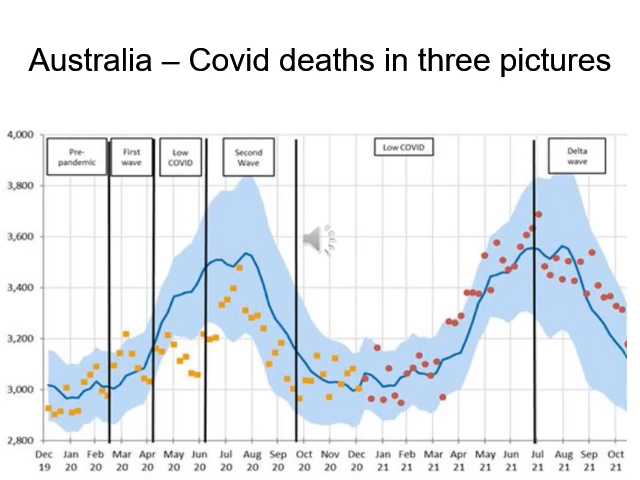 Australia – Covid deaths in three pictures
4,000
3,800
3,600
3,400
3,200
3,000
2,800
Pre-
pandemic
First
wave
Low
COVID
Second
Wave
Low COVID
Delta
wave
Dec Jan Feb Mar Apr May Jun Jul Aug Sep Oct Nov Dec Jan Feb Mar Apr May Jun Jul Aug Sep Oct
19 20 20 20 20 20 20 20 20 20 20 20 20 21 21 21 21 21 21 21 21 21 21